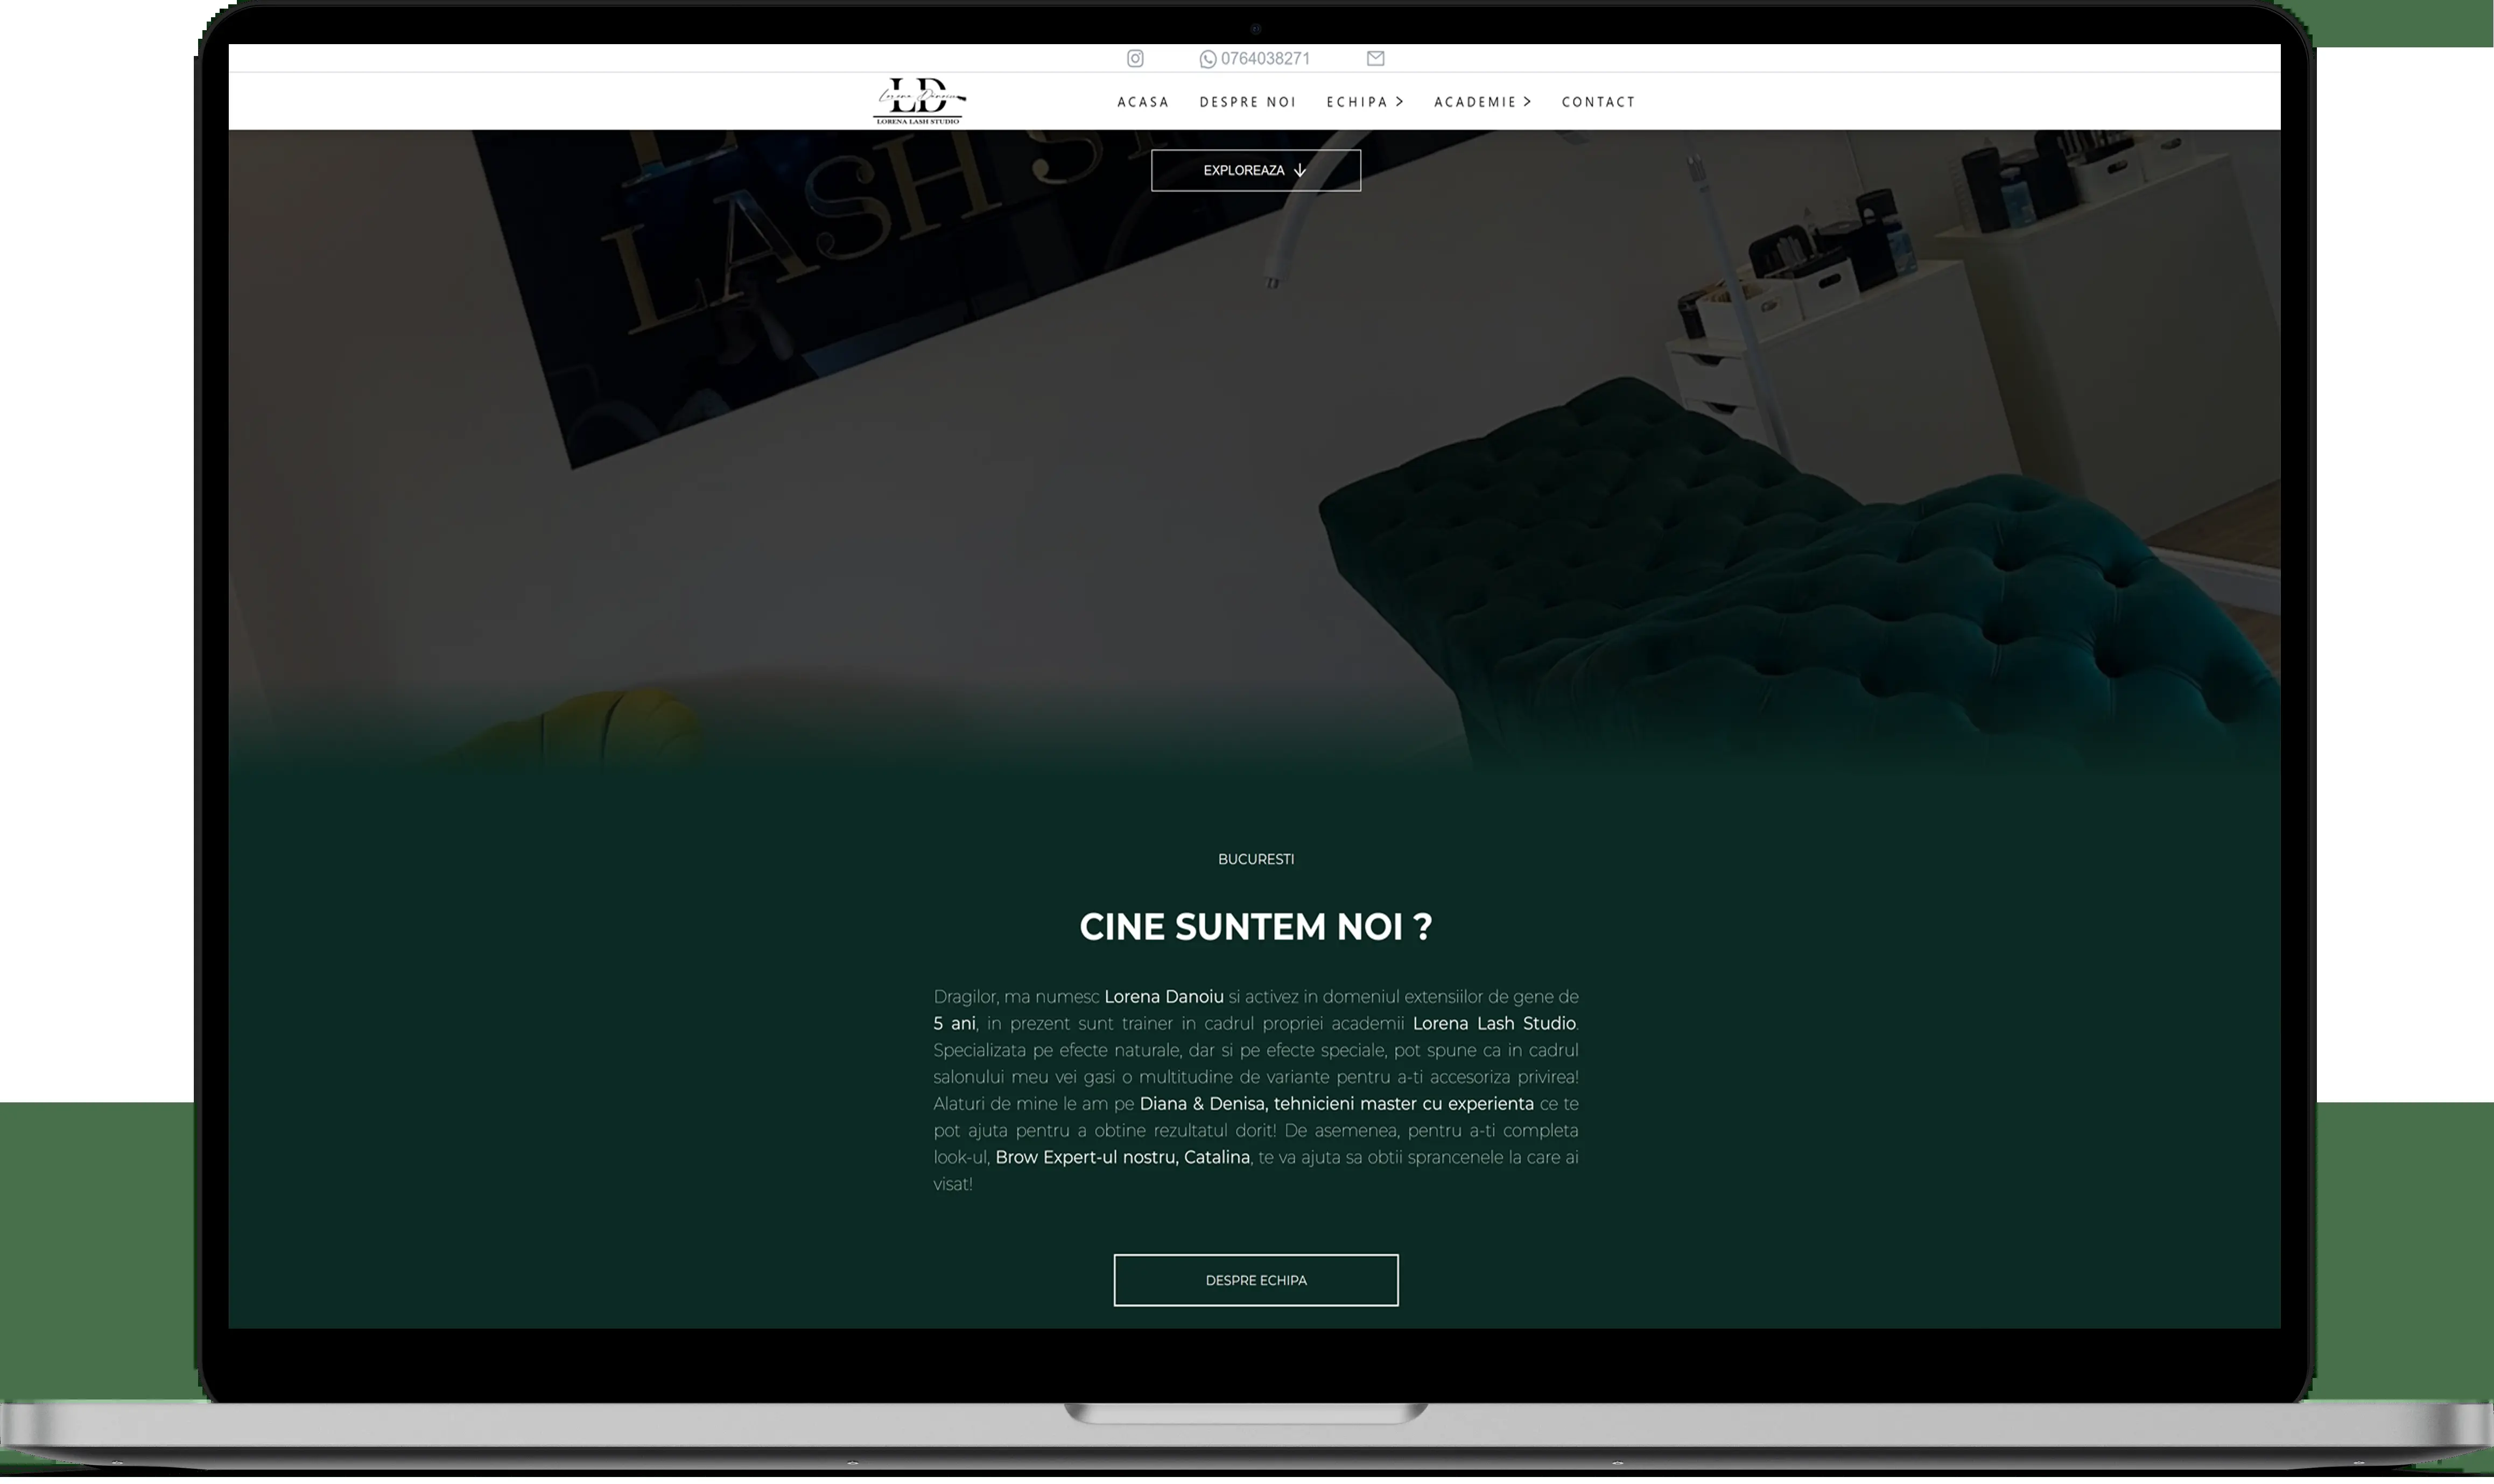 0764038271
LD
Lorena Danoiu
LORENA LASH STUDIO
ACASA DESPRE NOI ECHIPA > ACADEMIE > CONTACT
EXPLOREAZA ↓
LASH
BUCURESTI
CINE SUNTEM NOI ?
Dragilor, ma numesc Lorena Danoiu si activez in domeniul extensiilor de gene de
5 ani, in prezent sunt trainer in cadrul propriei academii Lorena Lash Studio.
Specializata pe efecte naturale, dar si pe efecte speciale, pot spune ca in cadrul
salonului meu vei gasi o multitudine de variante pentru a-ti accesoriza privirea!
Alaturi de mine le am pe Diana & Denisa, tehnicieni master cu experienta ce te
pot ajuta pentru a obtine rezultatul dorit! De asemenea, pentru a-ti completa
look-ul, Brow Expert-ul nostru, Catalina, te va ajuta sa obtii sprancenele la care ai
visat!
DESPRE ECHIPA